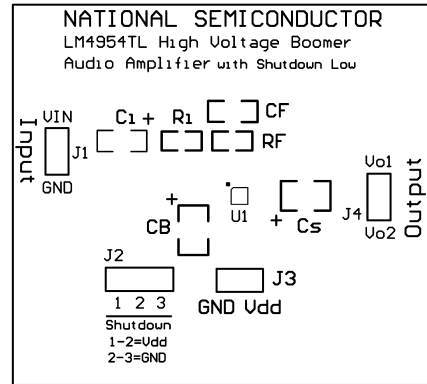 NATIONAL SEMICONDUCTOR
LM4954TL High Voltage Boomer
Audio Amplifier with Shutdown Low
Input
VIN
J1
GND
Ci +
Ri
CF
RF
+
CB
U1
+
Cs
J4
Vo1
Vo2
Output
J2
1 2 3
Shutdown
1-2=Vdd
2-3=GND
J3
GND Vdd